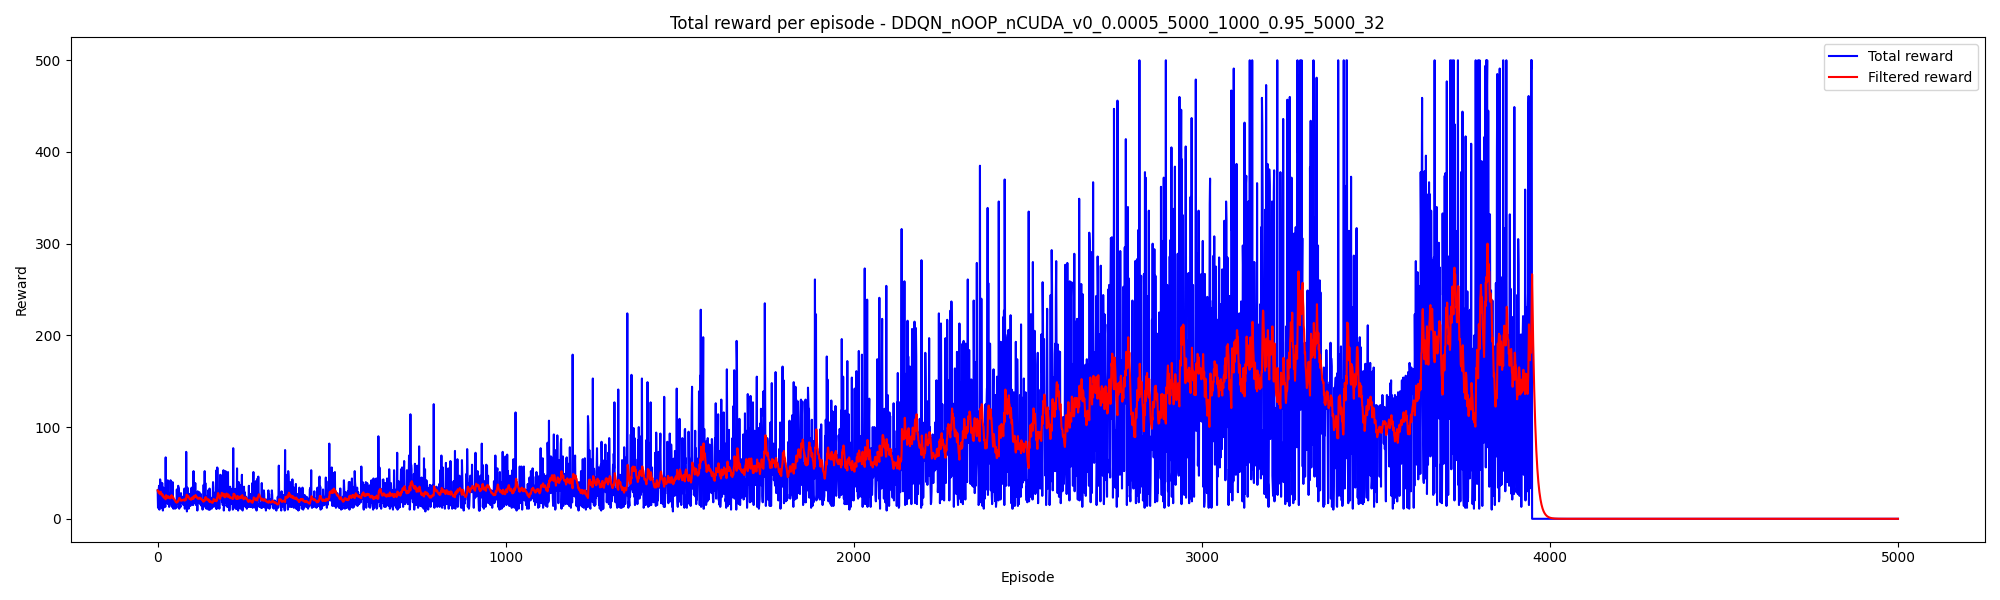 Total reward per episode - DDQN_nOOP_nCUDA_v0_0.0005_5000_1000_0.95_5000_32
Total reward
Filtered reward
500
400
300
200
100
0
Reward
0 1000 2000 3000 4000 5000
Episode